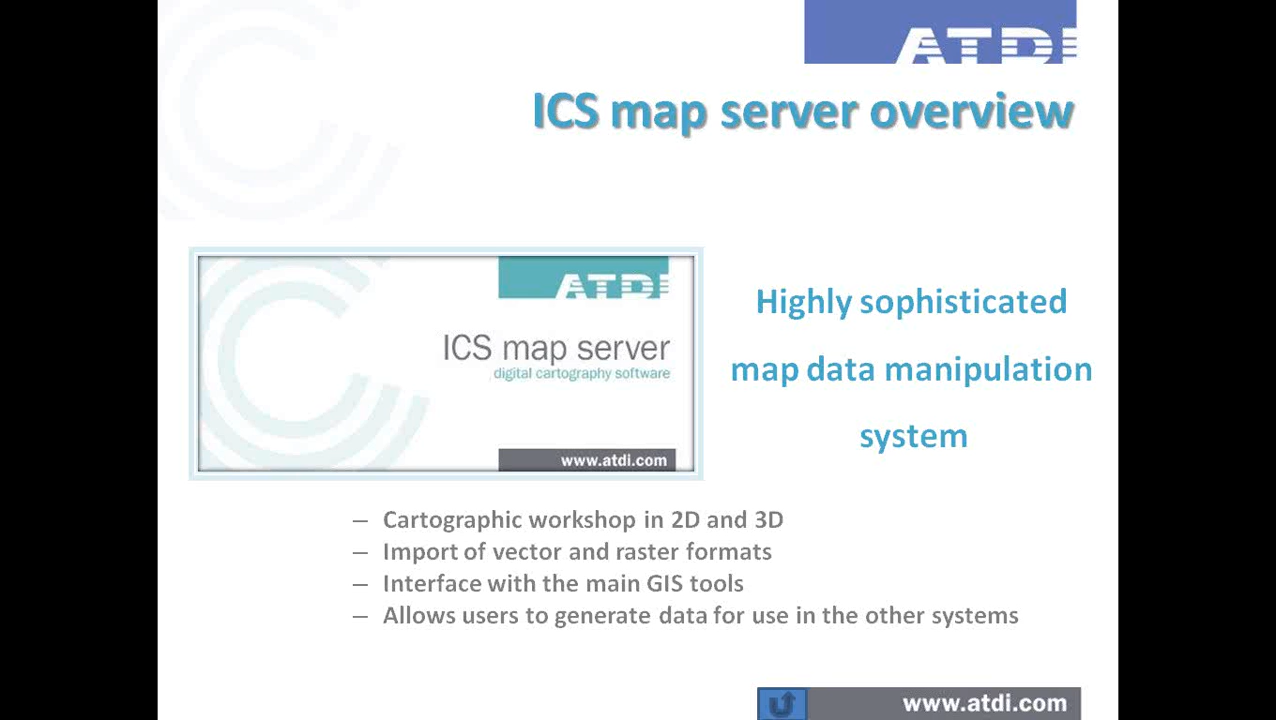 ATDI
ICS map server overview
ATDI
ICS map server
digital cartography software
www.atdi.com
Highly sophisticated
map data manipulation
system
– Cartographic workshop in 2D and 3D
– Import of vector and raster formats
– Interface with the main GIS tools
– Allows users to generate data for use in the other systems
www.atdi.com